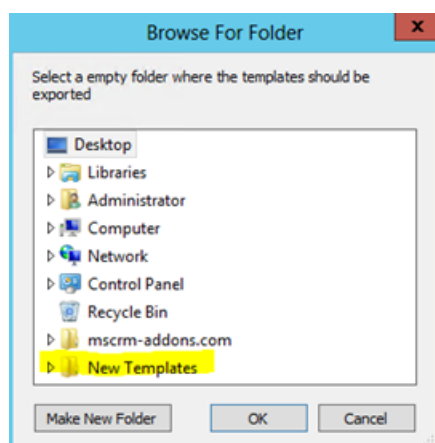 Browse For Folder
x
Select a empty folder where the templates should be
exported
Desktop
Libraries
Administrator
Computer
Network
Control Panel
Recycle Bin
mscrm-addons.com
New Templates
Make New Folder OK Cancel